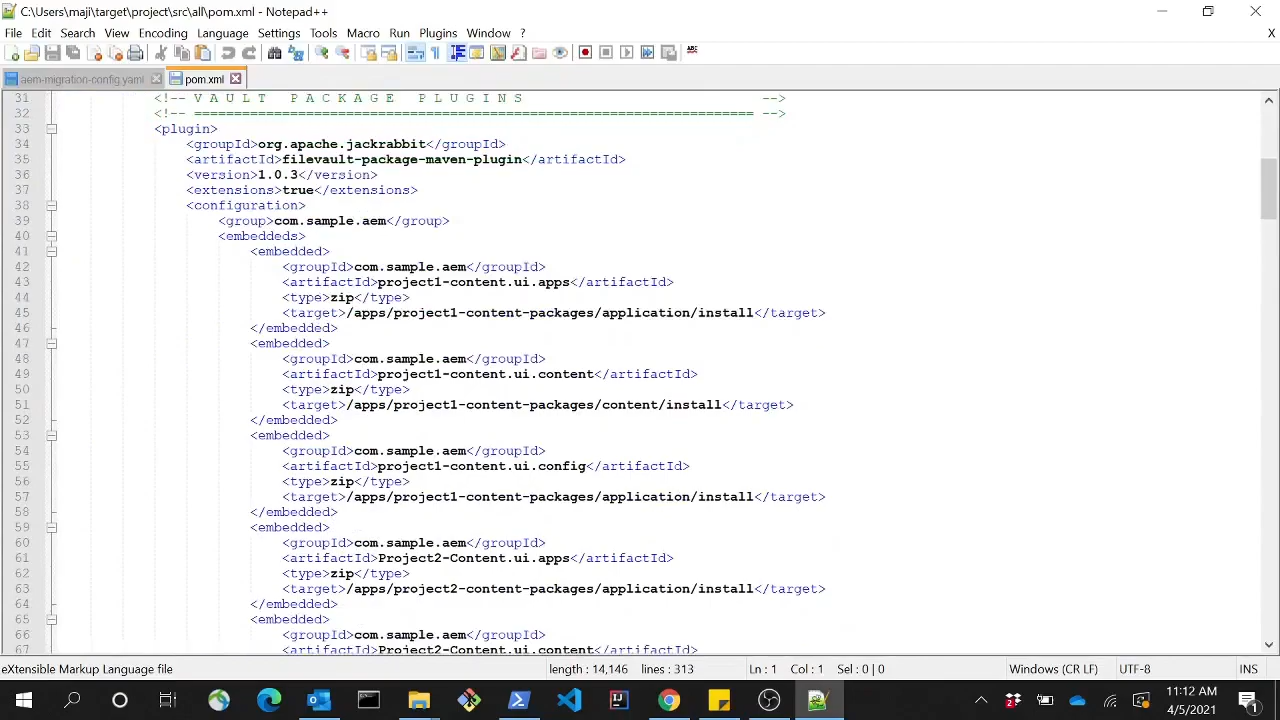 C:\Users\maji\target\project\src\all\pom.xml - Notepad++
File Edit Search View Encoding Language Settings Tools Macro Run Plugins Window ? X
aem-migration-config.yaml pom.xml
31 <!-- V A U L T   P A C K A G E   P L U G I N S -->
32 <!-- ====================================================================== -->
33 <plugin>
34 <groupId>org.apache.jackrabbit</groupId>
35 <artifactId>filevault-package-maven-plugin</artifactId>
36 <version>1.0.3</version>
37 <extensions>true</extensions>
38 <configuration>
39 <group>com.sample.aem</group>
40 <embeddeds>
41 <embedded>
42 <groupId>com.sample.aem</groupId>
43 <artifactId>project1-content.ui.apps</artifactId>
44 <type>zip</type>
45 <target>/apps/project1-content-packages/application/install</target>
46 </embedded>
47 <embedded>
48 <groupId>com.sample.aem</groupId>
49 <artifactId>project1-content.ui.content</artifactId>
50 <type>zip</type>
51 <target>/apps/project1-content-packages/content/install</target>
52 </embedded>
53 <embedded>
54 <groupId>com.sample.aem</groupId>
55 <artifactId>project1-content.ui.config</artifactId>
56 <type>zip</type>
57 <target>/apps/project1-content-packages/application/install</target>
58 </embedded>
59 <embedded>
60 <groupId>com.sample.aem</groupId>
61 <artifactId>Project2-Content.ui.apps</artifactId>
62 <type>zip</type>
63 <target>/apps/project2-content-packages/application/install</target>
64 </embedded>
65 <embedded>
66 <groupId>com.sample.aem</groupId>
67 <artifactId>Project2-Content.ui.content</artifactId>
eXtensible Markup Language file length : 14,146 lines : 313 Ln : 1 Col : 1 Sel : 0 | 0 Windows (CR LF) UTF-8 INS
11:12 AM
4/5/2021